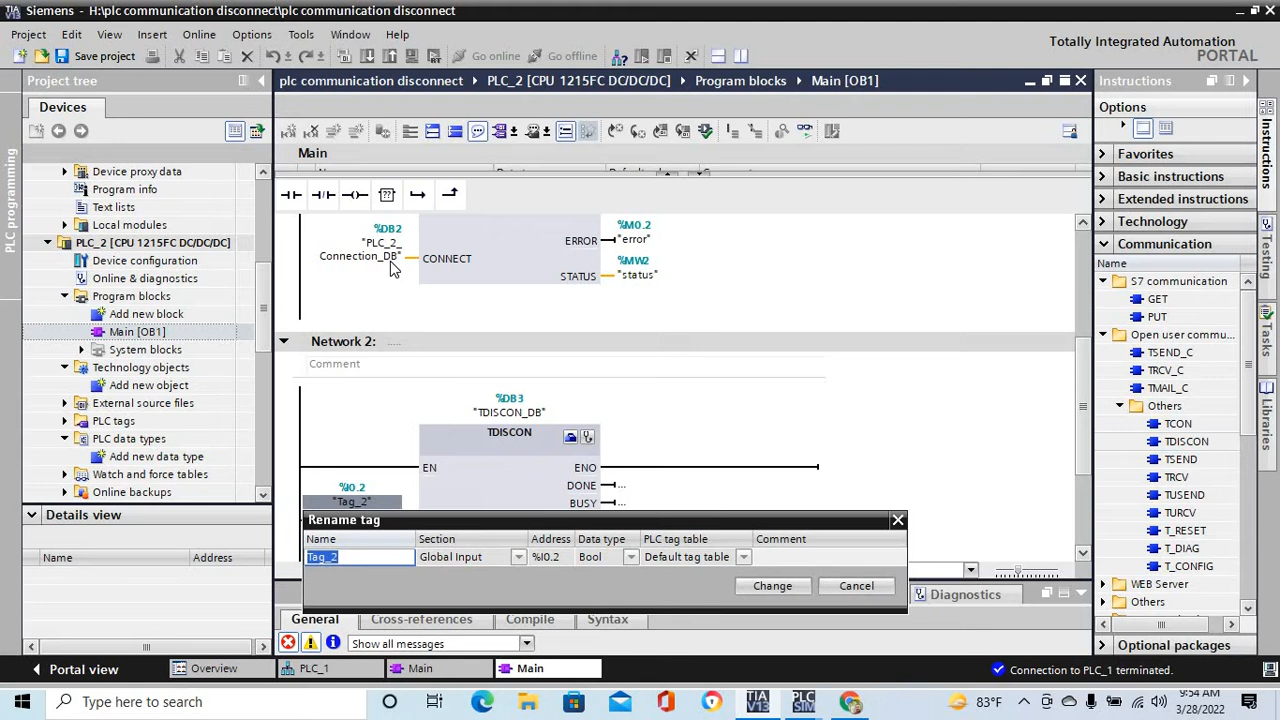 Siemens - H:\plc communication disconnect\plc communication disconnect
Project Edit View Insert Online Options Tools Window Help
Totally Integrated Automation
PORTAL
Save project
Go online
Go offline
Project tree
plc communication disconnect PLC_2 [CPU 1215FC DC/DC/DC] Program blocks Main [OB1]
Instructions
Devices
Options
PLC programming
Main
Device proxy data
Program info
Text lists
Local modules
PLC_2 [CPU 1215FC DC/DC/DC]
Device configuration
Online & diagnostics
Program blocks
Add new block
Main [OB1]
System blocks
Technology objects
Add new object
External source files
PLC tags
PLC data types
Add new data type
Watch and force tables
Online backups
Details view
Name Address
%DB2
"PLC_2_
Connection_DB"
CONNECT
ERROR
%M0.2
"error"
STATUS
%MW2
"status"
Network 2: .....
Comment
%DB3
"TDISCON_DB"
TDISCON
EN ENO
DONE ...
BUSY ...
%I0.2
"Tag_2"
Rename tag
Name Section Address Data type PLC tag table Comment
Tag_2 Global Input %I0.2 Bool Default tag table
Change Cancel
Diagnostics
General Cross-references Compile Syntax
Show all messages
Favorites
Basic instructions
Extended instructions
Technology
Communication
Name
S7 communication
GET
PUT
Open user commu...
TSEND_C
TRCV_C
TMAIL_C
Others
TCON
TDISCON
TSEND
TRCV
TUSEND
TURCV
T_RESET
T_DIAG
T_CONFIG
WEB Server
Others
Optional packages
Instructions
Testing
Tasks
Libraries
Portal view Overview PLC_1 Main Main
Connection to PLC_1 terminated.
Type here to search
TIA
V13
PLC
SIM
83°F
9:54 AM
3/28/2022